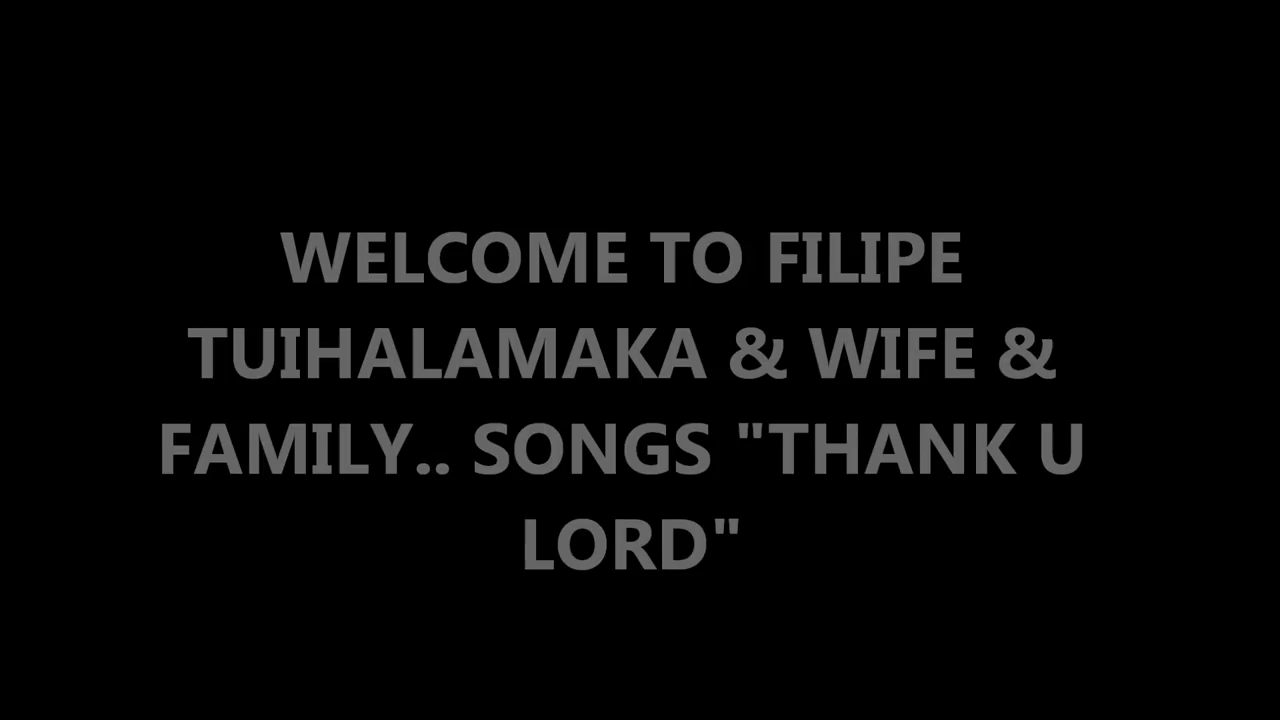 WELCOME TO FILIPE
TUIHALAMAKA & WIFE &
FAMILY.. SONGS "THANK U
LORD"